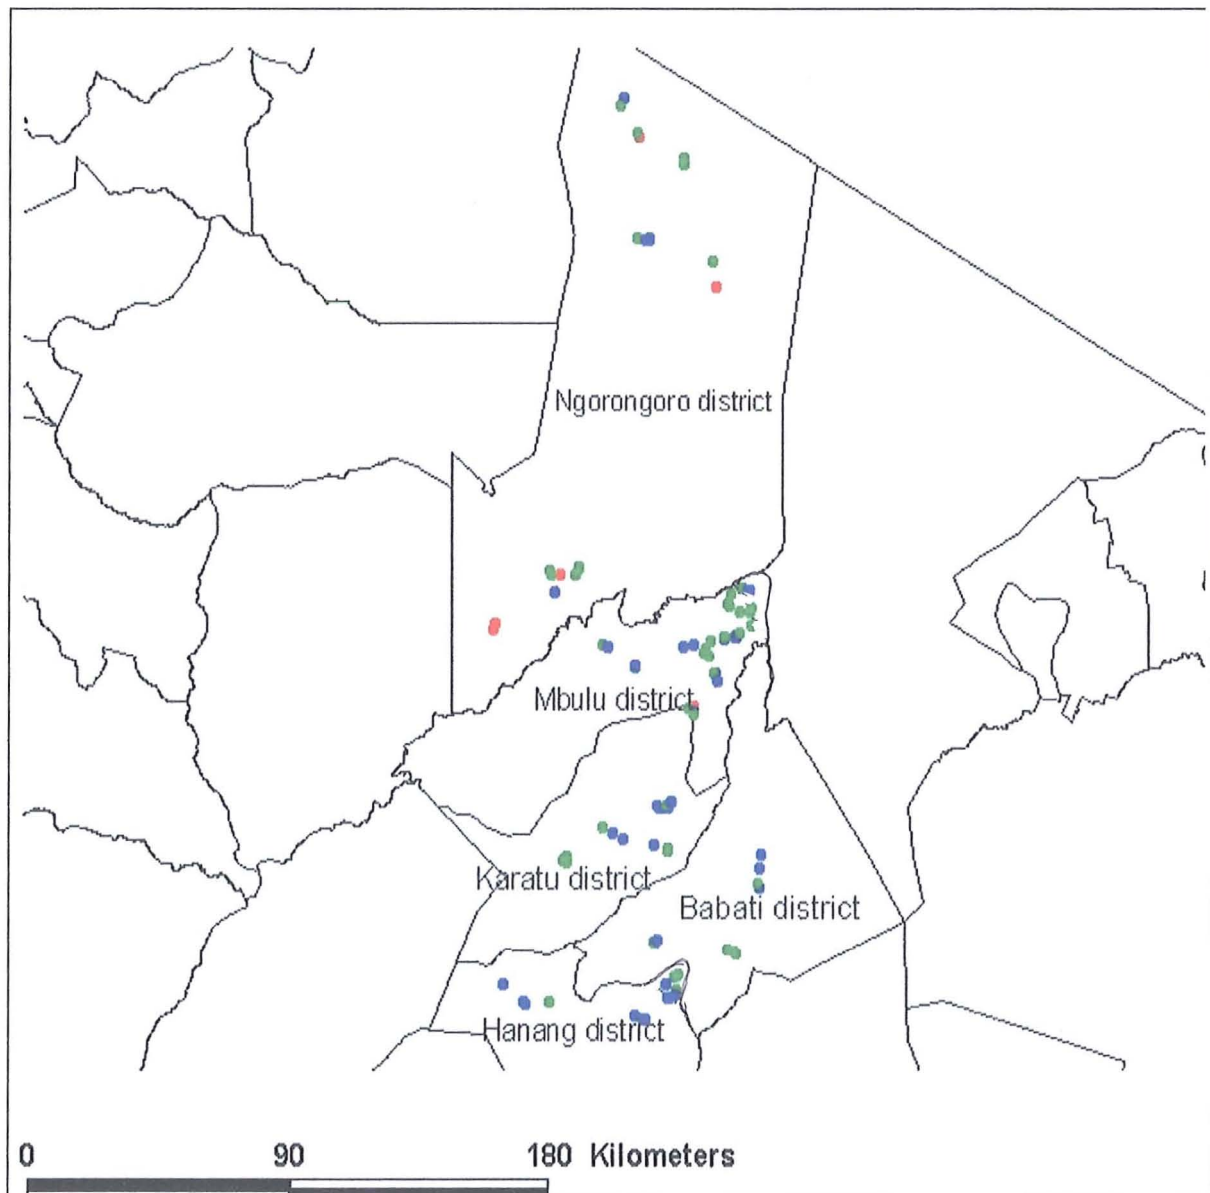 Ngorongoro district
Mbulu district
Karatu district
Babati district
Hanang district
0 90 180 Kilometers